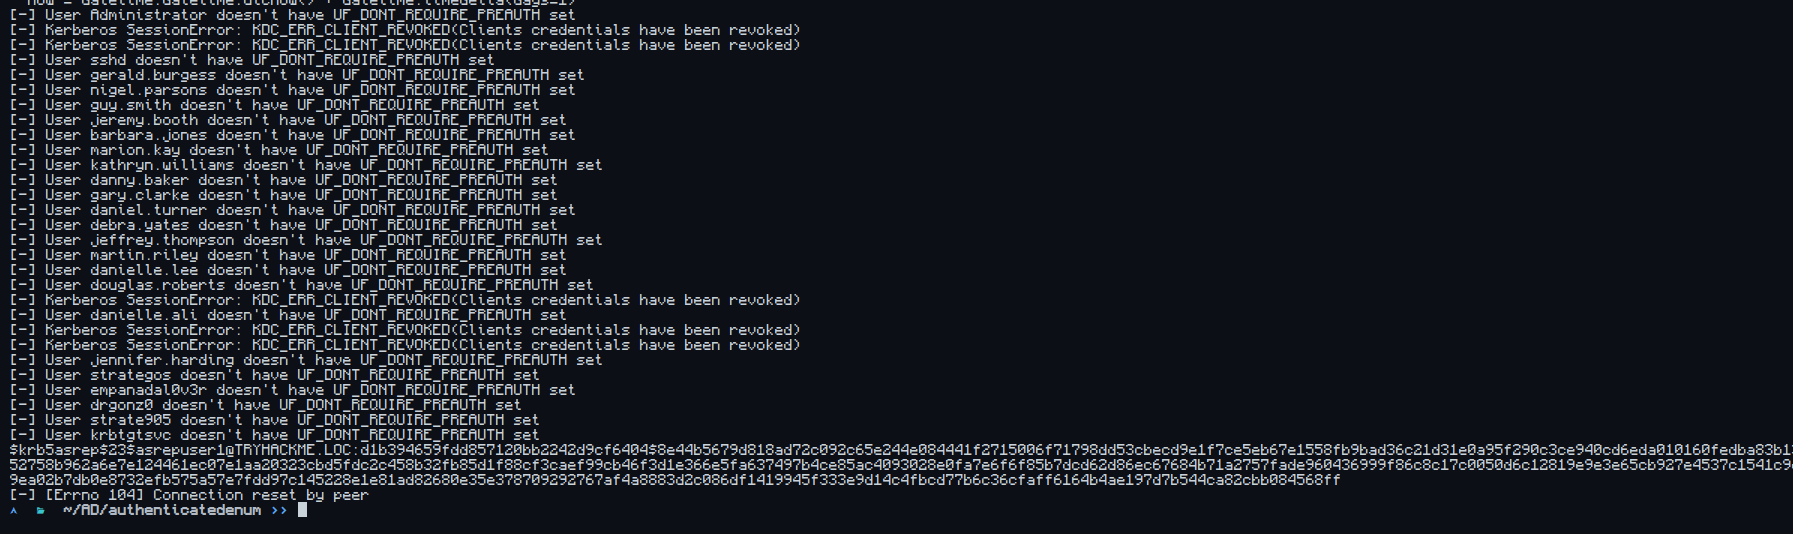 [-] User Administrator doesn't have UF_DONT_REQUIRE_PREAUTH set
[-] Kerberos SessionError: KDC_ERR_CLIENT_REVOKED(Clients credentials have been revoked)
[-] Kerberos SessionError: KDC_ERR_CLIENT_REVOKED(Clients credentials have been revoked)
[-] User sshd doesn't have UF_DONT_REQUIRE_PREAUTH set
[-] User gerald.burgess doesn't have UF_DONT_REQUIRE_PREAUTH set
[-] User nigel.parsons doesn't have UF_DONT_REQUIRE_PREAUTH set
[-] User guy.smith doesn't have UF_DONT_REQUIRE_PREAUTH set
[-] User jeremy.booth doesn't have UF_DONT_REQUIRE_PREAUTH set
[-] User barbara.jones doesn't have UF_DONT_REQUIRE_PREAUTH set
[-] User marion.kay doesn't have UF_DONT_REQUIRE_PREAUTH set
[-] User kathryn.williams doesn't have UF_DONT_REQUIRE_PREAUTH set
[-] User danny.baker doesn't have UF_DONT_REQUIRE_PREAUTH set
[-] User gary.clarke doesn't have UF_DONT_REQUIRE_PREAUTH set
[-] User daniel.turner doesn't have UF_DONT_REQUIRE_PREAUTH set
[-] User debra.yates doesn't have UF_DONT_REQUIRE_PREAUTH set
[-] User jeffrey.thompson doesn't have UF_DONT_REQUIRE_PREAUTH set
[-] User martin.riley doesn't have UF_DONT_REQUIRE_PREAUTH set
[-] User danielle.lee doesn't have UF_DONT_REQUIRE_PREAUTH set
[-] User douglas.roberts doesn't have UF_DONT_REQUIRE_PREAUTH set
[-] Kerberos SessionError: KDC_ERR_CLIENT_REVOKED(Clients credentials have been revoked)
[-] User danielle.ali doesn't have UF_DONT_REQUIRE_PREAUTH set
[-] Kerberos SessionError: KDC_ERR_CLIENT_REVOKED(Clients credentials have been revoked)
[-] Kerberos SessionError: KDC_ERR_CLIENT_REVOKED(Clients credentials have been revoked)
[-] User jennifer.harding doesn't have UF_DONT_REQUIRE_PREAUTH set
[-] User strategos doesn't have UF_DONT_REQUIRE_PREAUTH set
[-] User empanadal0v3r doesn't have UF_DONT_REQUIRE_PREAUTH set
[-] User drgonz0 doesn't have UF_DONT_REQUIRE_PREAUTH set
[-] User strate905 doesn't have UF_DONT_REQUIRE_PREAUTH set
[-] User krbtgtsvc doesn't have UF_DONT_REQUIRE_PREAUTH set
$krb5asrep$23$asrepuser1@TRYHACKME.LOC:d1b394659fdd857120bb2242d9cf6404$8e44b5679d818ad72c092c65e244e084441f2715006f71798dd53cbecd9e1f7ce5eb67e1558fb9bad36c21d31e0a95f290c3ce940cd6eda010160fedba83b1
52758b962a6e7e124461ec07e1aa20323cbd5fdc2c458b32fb85d1f88cf3caef99cb46f3d1e366e5fa637497b4ce85ac4093028e0fa7e6f6f85b7dcd62d86ec67684b71a2757fade960436999f86c8c17c0050d6c12819e9e3e65cb927e4537c1541c9
9ea02b7db0e8732efb575a57e7fdd97c145228e1e81ad82680e35e378709292767af4a8883d2c086df1419945f333e9d14c4fbcd77b6c36cfaff6164b4ae197d7b544ca82cbb084568ff
[-] [Errno 104] Connection reset by peer
~/AD/authenticatedenum >>